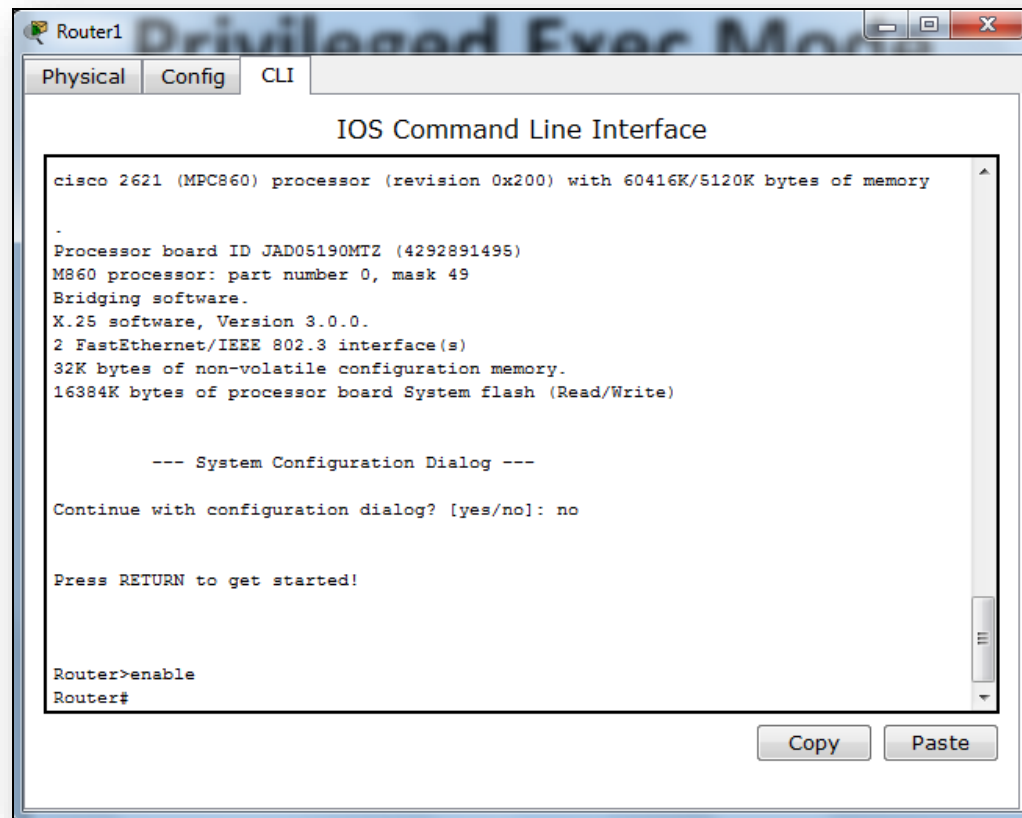 Privileged Exec Mode
Router1
Physical Config CLI
IOS Command Line Interface
cisco 2621 (MPC860) processor (revision 0x200) with 60416K/5120K bytes of memory
.
Processor board ID JAD05190MTZ (4292891495)
M860 processor: part number 0, mask 49
Bridging software.
X.25 software, Version 3.0.0.
2 FastEthernet/IEEE 802.3 interface(s)
32K bytes of non-volatile configuration memory.
16384K bytes of processor board System flash (Read/Write)
--- System Configuration Dialog ---
Continue with configuration dialog? [yes/no]: no
Press RETURN to get started!
Router>enable
Router#
Copy Paste